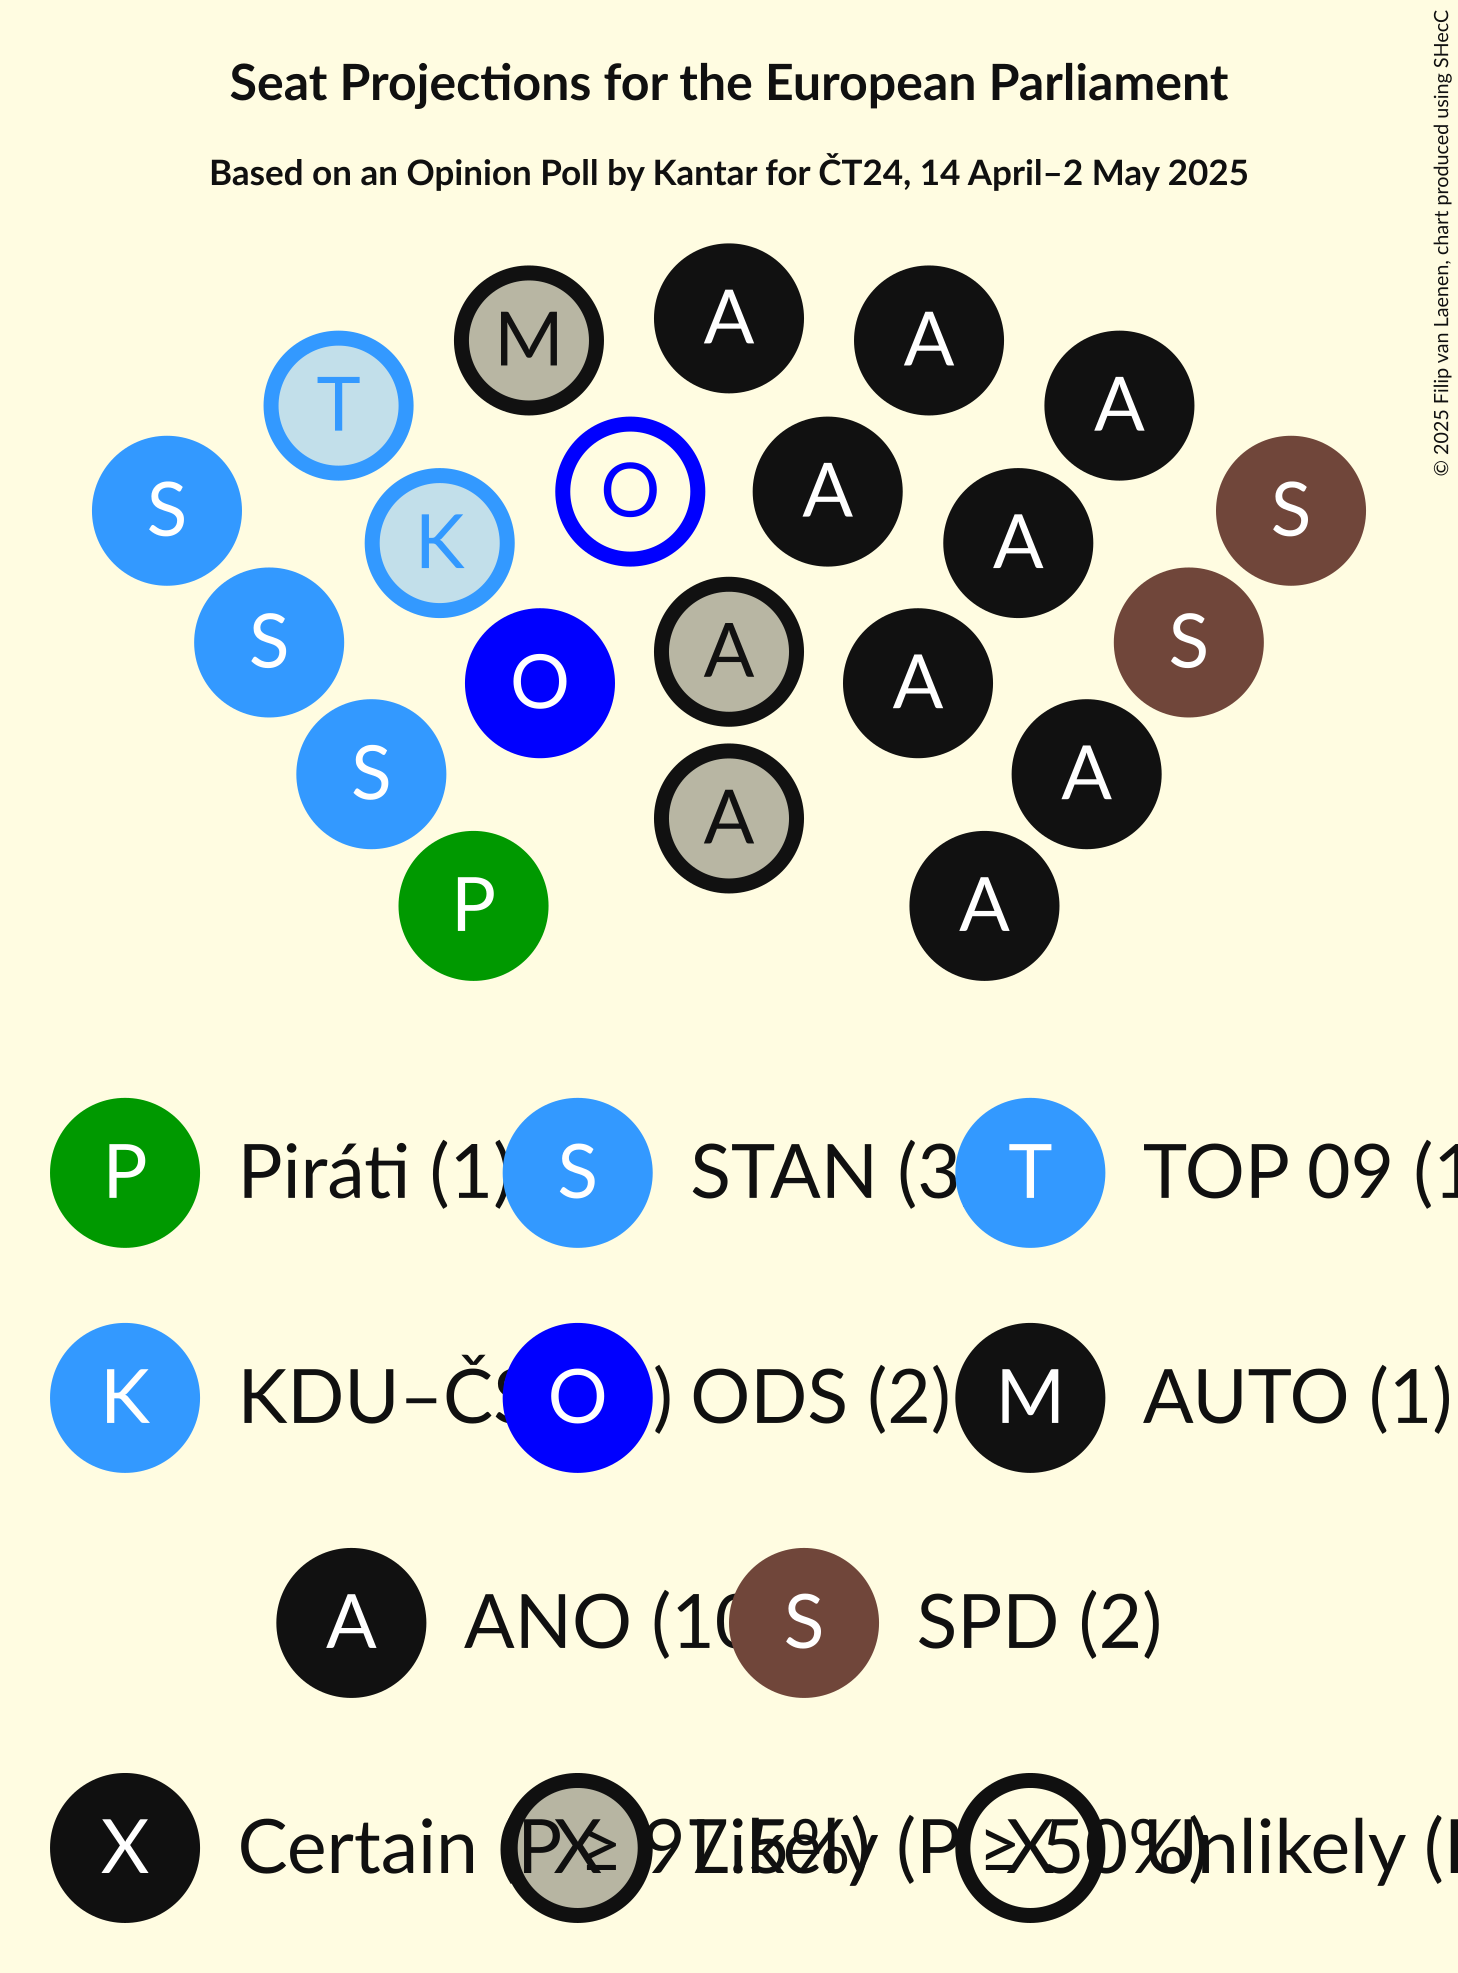 Seat Projections for the European Parliament
Based on an Opinion Poll by Kantar for ČT24, 14 April–2 May 2025
© 2025 Filip van Laenen, chart produced using SHecC
A
M A
T A
O A
S S
K A
A
S S
O A
S A
A
P A
P Piráti (1) S STAN (3 T TOP 09 (1
K KDU–ČS ) O ODS (2) M AUTO (1)
A ANO (10 S SPD (2)
X Certain (P ≥ 97.5%) X Likely (P ≥ 50%) X Unlikely (